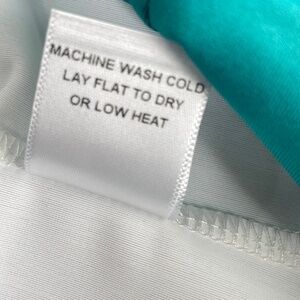 MACHINE WASH COLD
LAY FLAT TO DRY
OR LOW HEAT